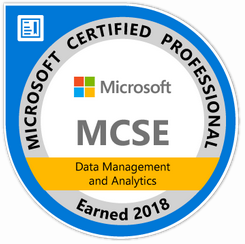 MICROSOFT CERTIFIED PROFESSIONAL
Microsoft
MCSE
Data Management
and Analytics
Earned 2018